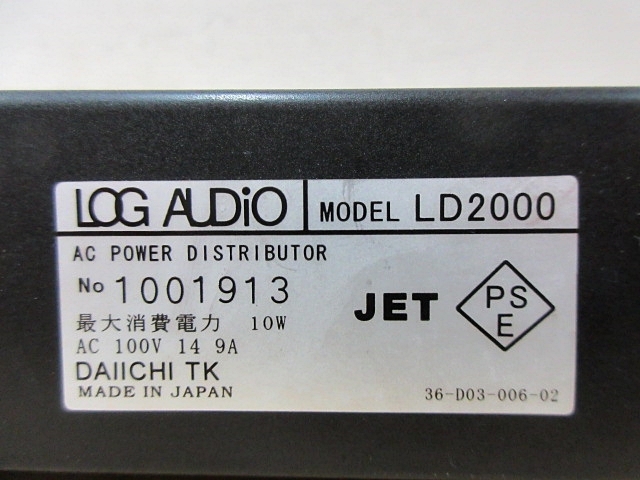 LOG AUDiO MODEL LD2000
AC POWER DISTRIBUTOR
No 1001913
最大消費電力 10W
AC 100V 14 9A
DAIICHI TK
MADE IN JAPAN
JET
PS
E
36-D03-006-02